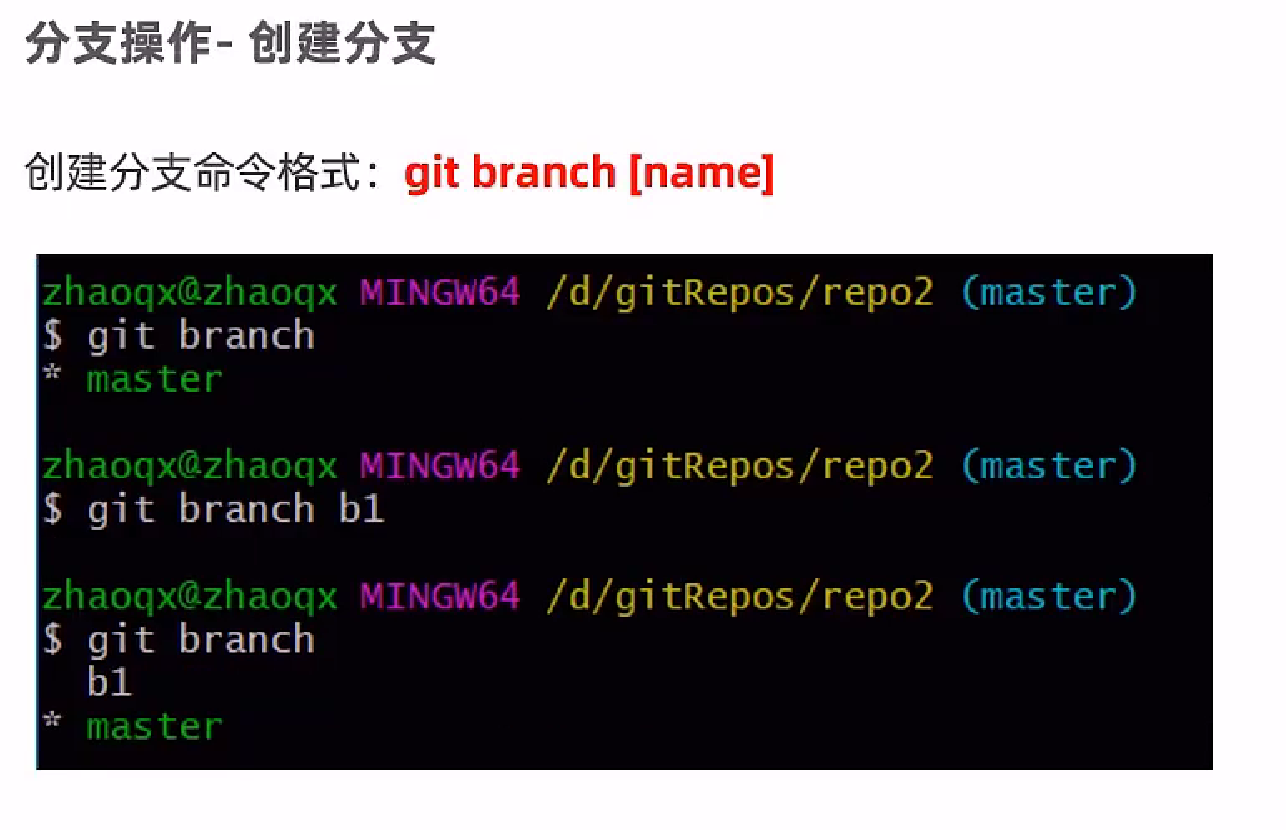 分支操作- 创建分支
创建分支命令格式：git branch [name]
zhaoqx@zhaoqx MINGW64 /d/gitRepos/repo2 (master)
$ git branch
* master
zhaoqx@zhaoqx MINGW64 /d/gitRepos/repo2 (master)
$ git branch b1
zhaoqx@zhaoqx MINGW64 /d/gitRepos/repo2 (master)
$ git branch
b1
* master